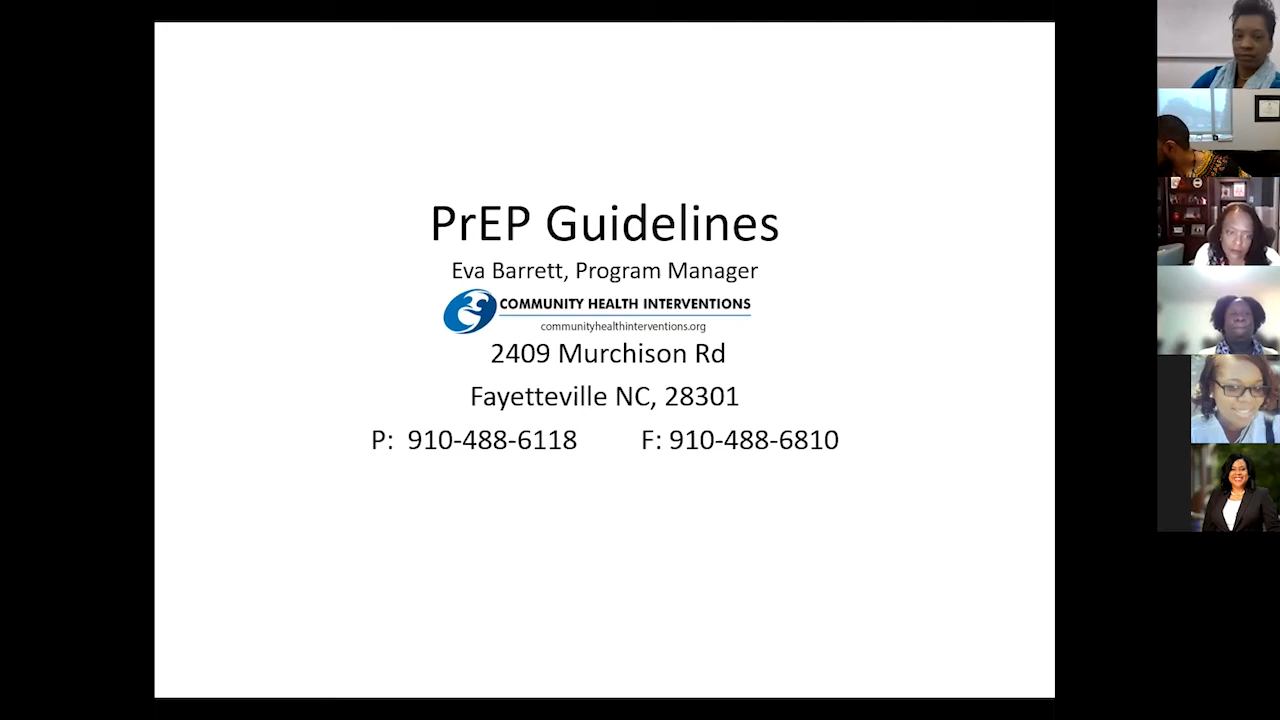 PrEP Guidelines
Eva Barrett, Program Manager
COMMUNITY HEALTH INTERVENTIONS
communityhealthinterventions.org
2409 Murchison Rd
Fayetteville NC, 28301
P: 910-488-6118 F: 910-488-6810